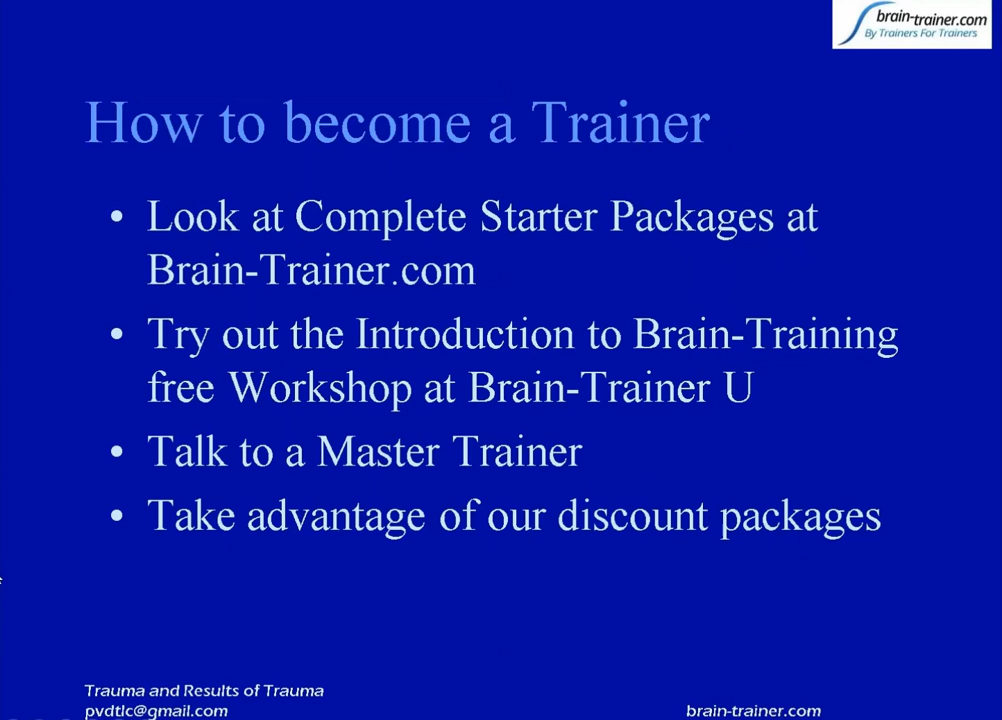 brain-trainer.com
By Trainers For Trainers
How to become a Trainer
• Look at Complete Starter Packages at
Brain-Trainer.com
• Try out the Introduction to Brain-Training
free Workshop at Brain-Trainer U
• Talk to a Master Trainer
• Take advantage of our discount packages
Trauma and Results of Trauma
pvdtlc@gmail.com
brain-trainer.com